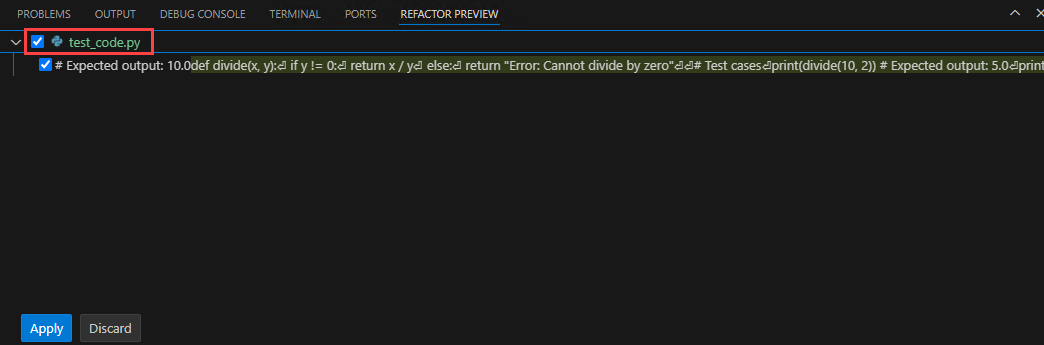 PROBLEMS OUTPUT DEBUG CONSOLE TERMINAL PORTS REFACTOR PREVIEW
test_code.py
# Expected output: 10.0def divide(x, y):⏎ if y != 0:⏎ return x / y⏎ else:⏎ return "Error: Cannot divide by zero"⏎⏎# Test cases⏎print(divide(10, 2)) # Expected output: 5.0⏎print
Apply Discard